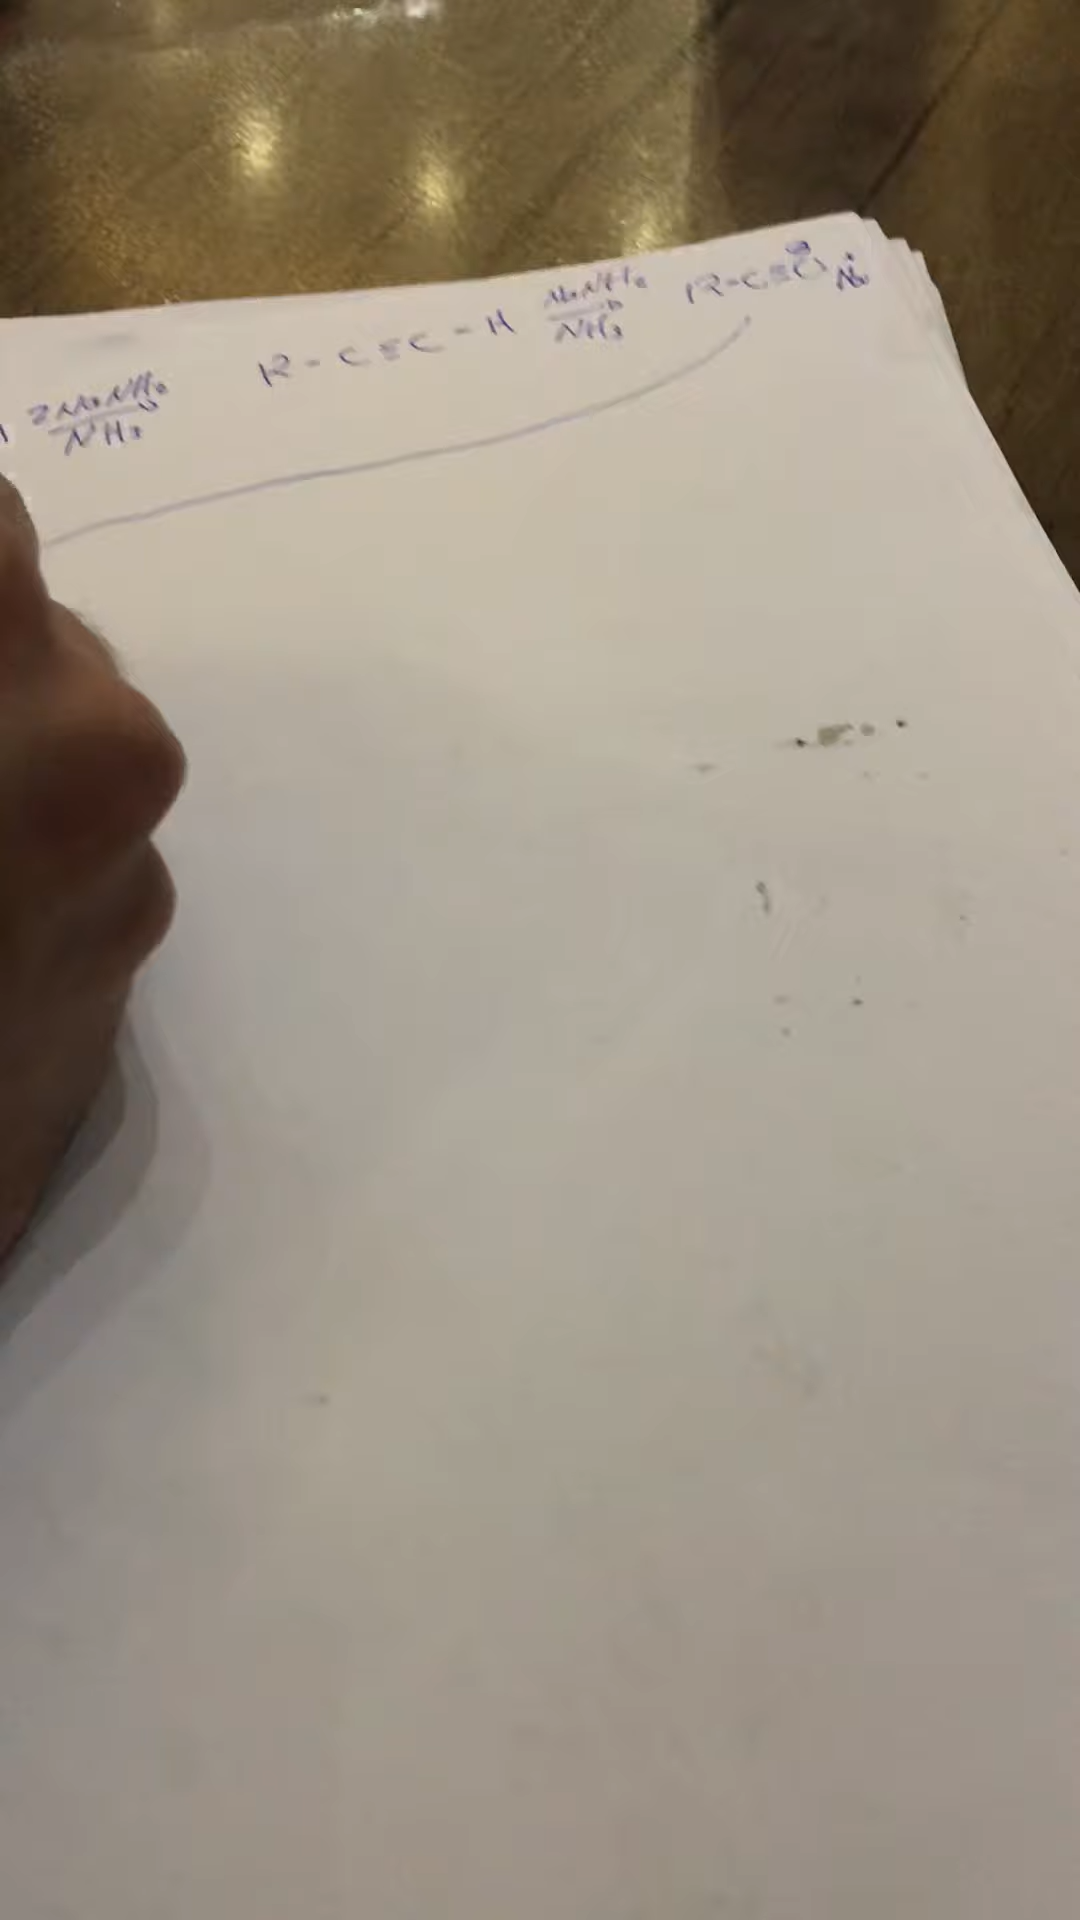 R - C ≡ C - H NaNH₂ / NH₃ R-C≡C⊖ Na⁺
2NaNH₂ / NH₃